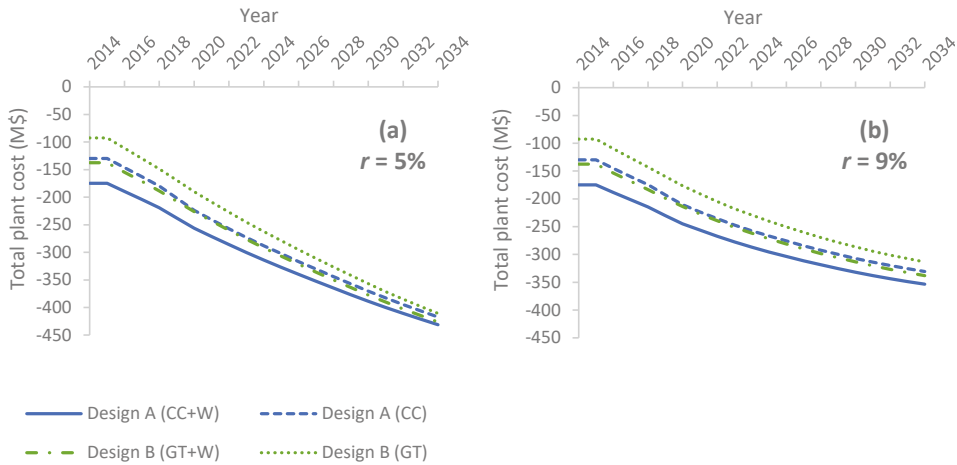 Year
2014 2016 2018 2020 2022 2024 2026 2028 2030 2032 2034
0
-50
-100
-150
-200
-250
-300
-350
-400
-450
Total plant cost (M$)
(a)
r = 5%
Year
2014 2016 2018 2020 2022 2024 2026 2028 2030 2032 2034
0
-50
-100
-150
-200
-250
-300
-350
-400
-450
Total plant cost (M$)
(b)
r = 9%
Design A (CC+W)
Design A (CC)
Design B (GT+W)
Design B (GT)